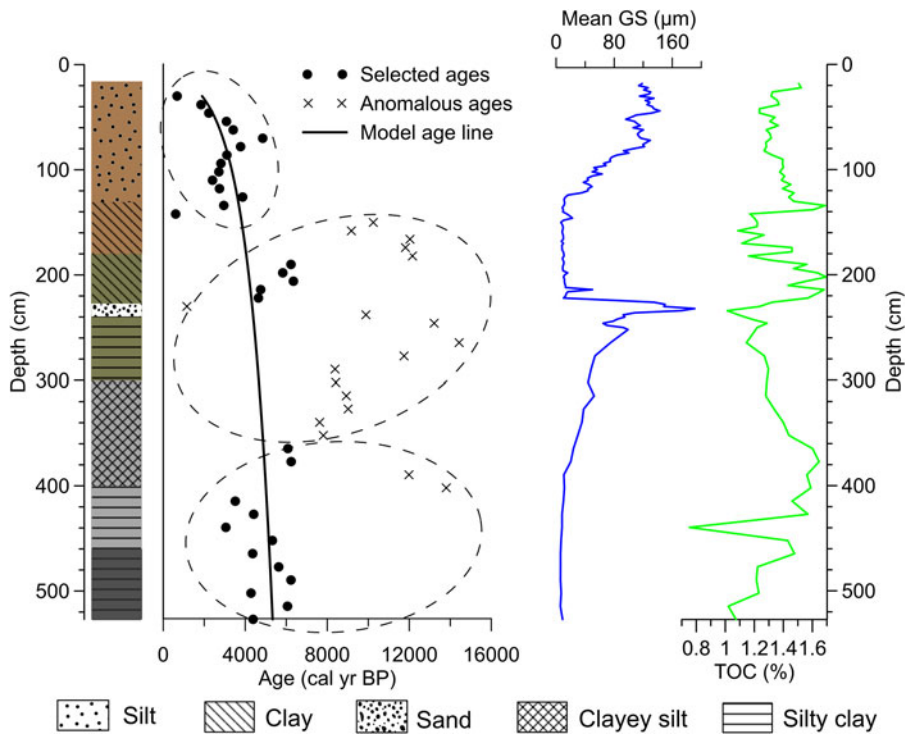 Mean GS (μm)
0 80 160
0
100
200
300
400
500
Depth (cm)
Selected ages
Anomalous ages
Model age line
0 4000 8000 12000 16000
Age (cal yr BP)
0
100
200
300
400
500
Depth (cm)
0.8 1 1.2 1.4 1.6
TOC (%)
Silt Clay Sand Clayey silt Silty clay